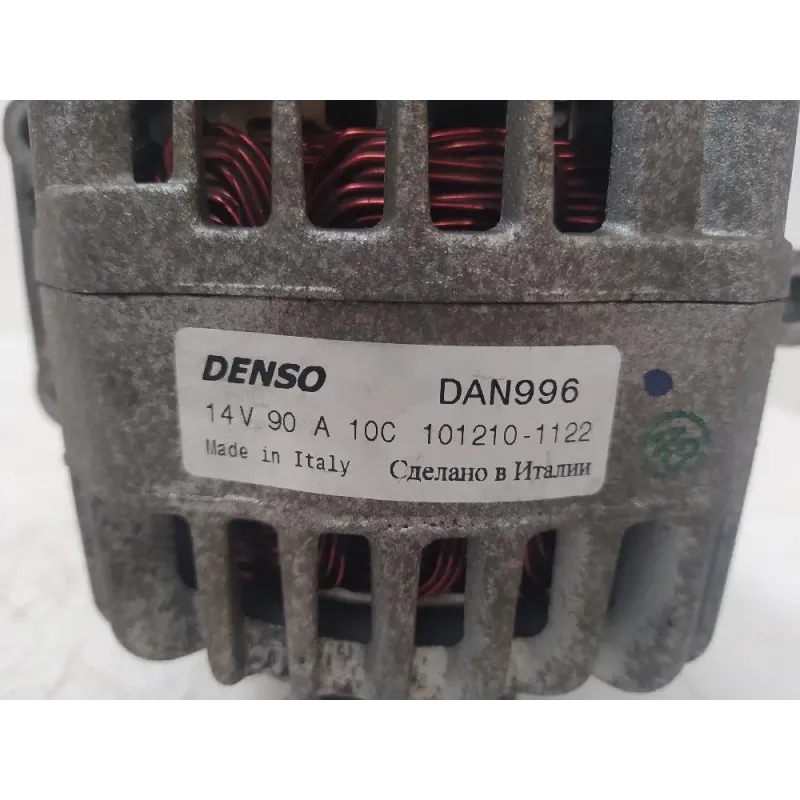 DENSO DAN996
14V 90 A 10C 101210-1122
Made in Italy Сделано в Италии